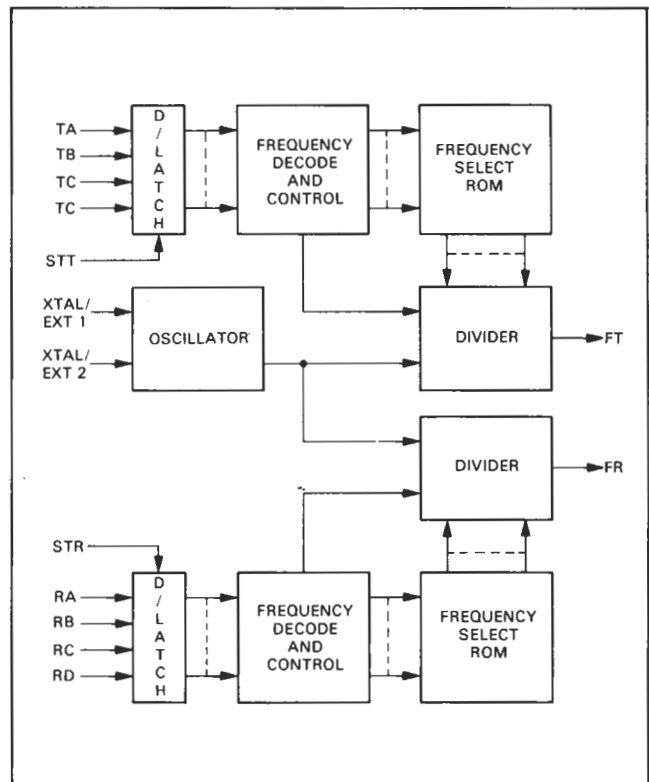 TA
TB
TC
TC
STT
D/LATCH
FREQUENCY
DECODE
AND
CONTROL
FREQUENCY
SELECT
ROM
XTAL/
EXT 1
XTAL/
EXT 2
OSCILLATOR
DIVIDER
FT
DIVIDER
FR
STR
RA
RB
RC
RD
D/LATCH
FREQUENCY
DECODE
AND
CONTROL
FREQUENCY
SELECT
ROM